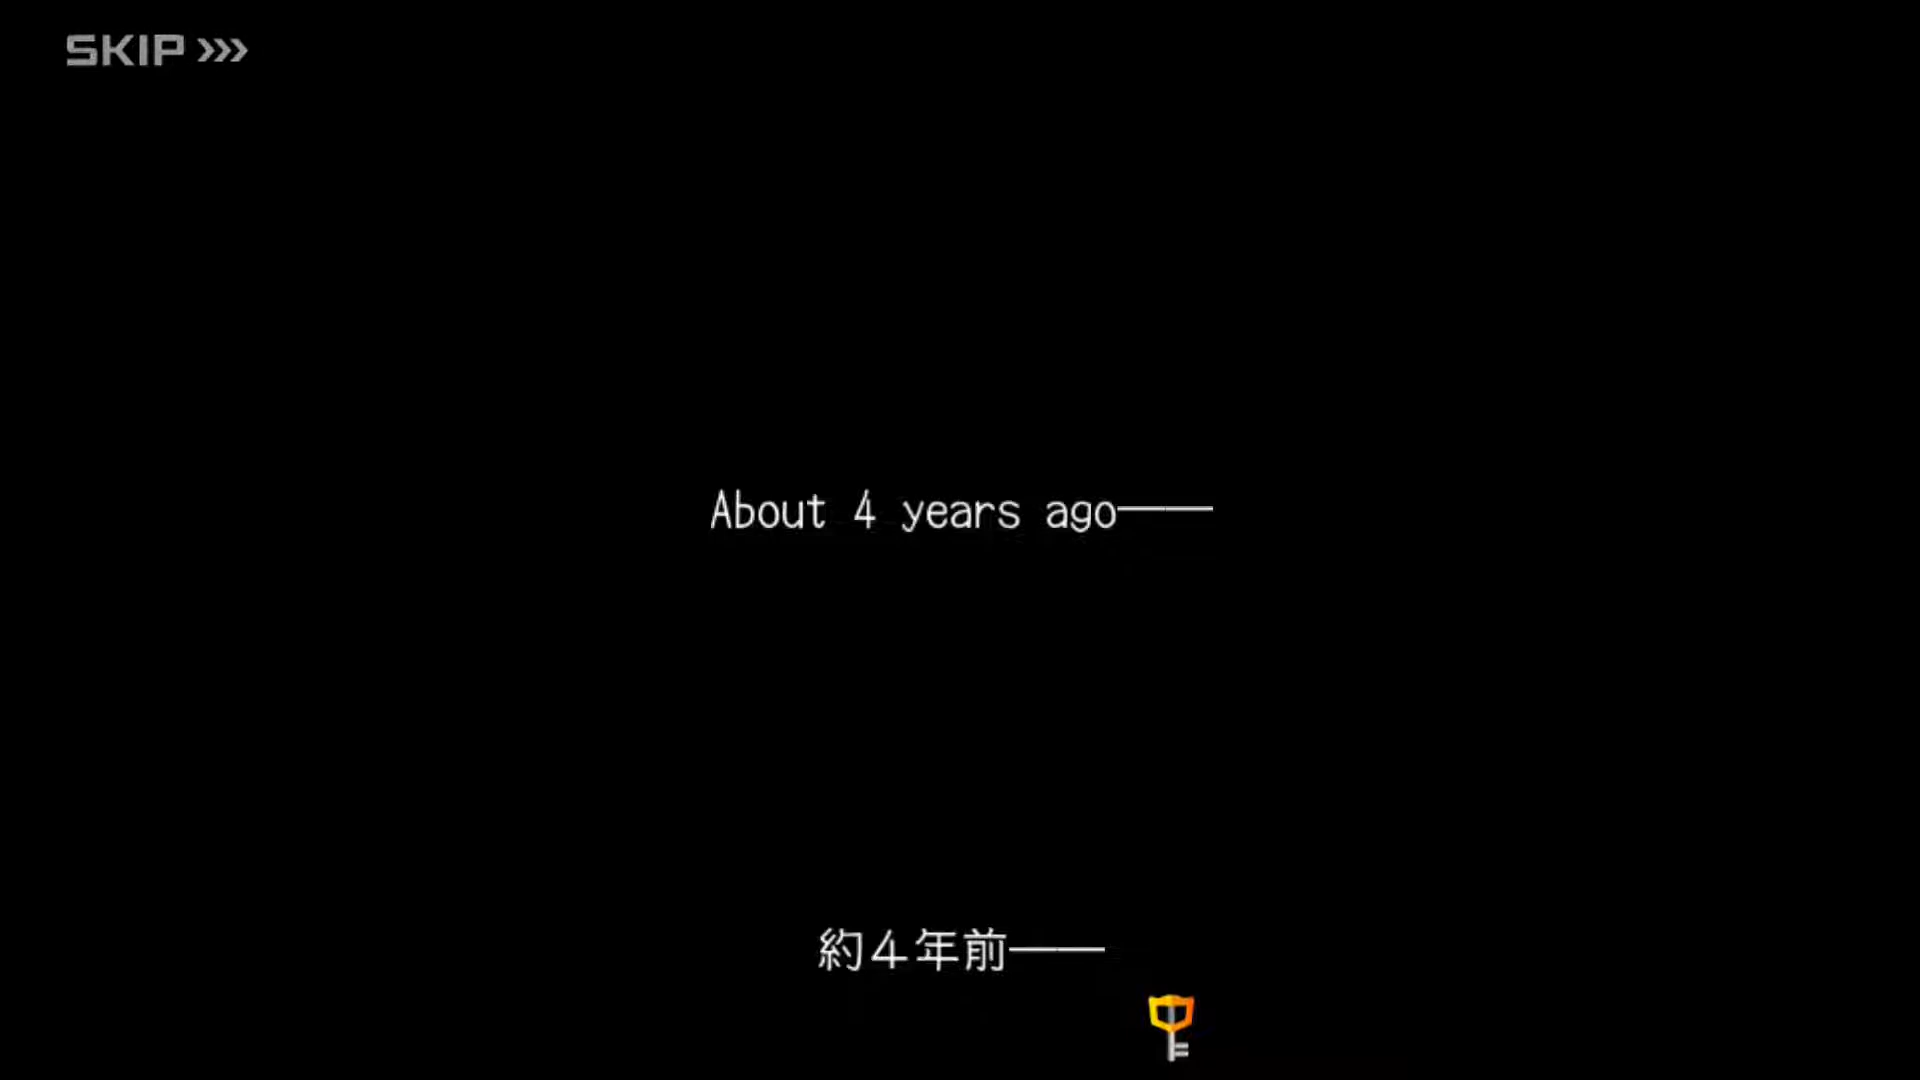 SKIP >>>
About 4 years ago──
約４年前──